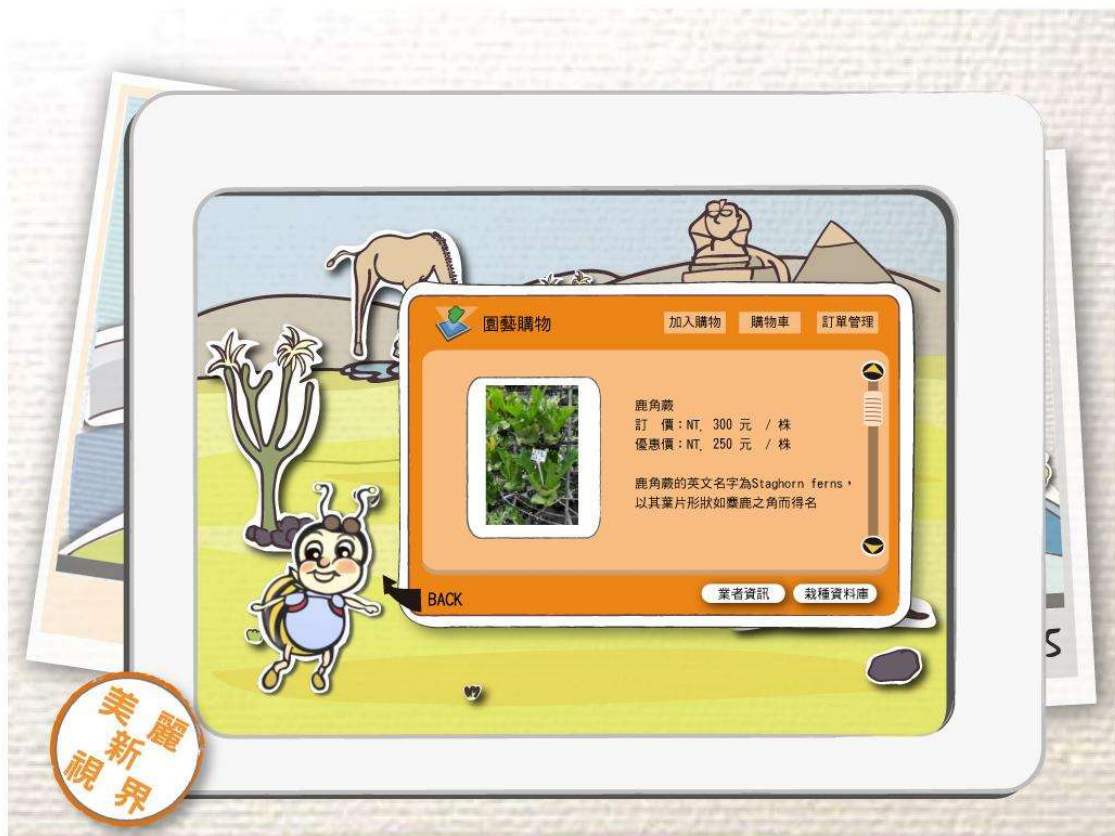 園藝購物
加入購物
購物車
訂單管理
鹿角蕨
訂 價：NT. 300 元 / 株
優惠價：NT. 250 元 / 株
鹿角蕨的英文名字為Staghorn ferns，
以其葉片形狀如麋鹿之角而得名
BACK
業者資訊
栽種資料庫
S
美麗
新
視界